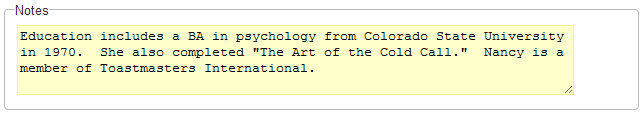 Notes
Education includes a BA in psychology from Colorado State University
in 1970.  She also completed "The Art of the Cold Call."  Nancy is a
member of Toastmasters International.